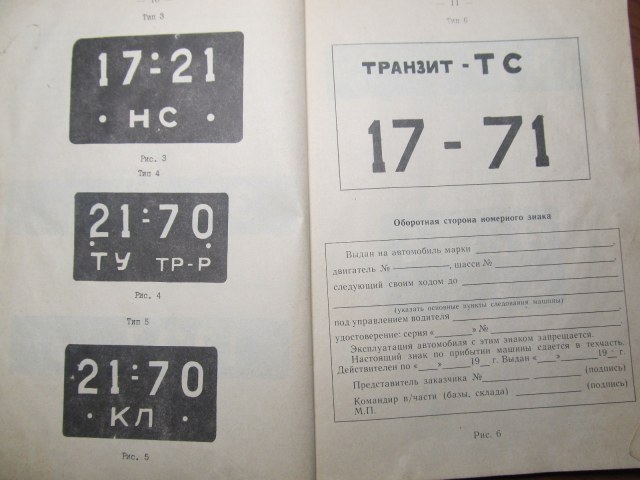 — 10 —
Тип 3
17:21
· НС ·
Рис. 3
Тип 4
21:70
ТУ ТР-Р
Рис. 4
Тип 5
21:70
· КЛ ·
Рис. 5
— 11 —
Тип 6
ТРАНЗИТ - ТС
17 - 71
Оборотная сторона номерного знака
Выдан на автомобиль марки
двигатель № , шасси №
следующий своим ходом до
(указать основные пункты следования машины)
под управлением водителя
удостоверение: серия « » №
Эксплуатация автомобиля с этим знаком запрещается.
Настоящий знак по прибытии машины сдается в техчасть.
Действителен по « » 19 г. Выдан « » 19 г.
Представитель заказчика № (подпись)
Командир в/части (базы, склада) (подпись)
М.П.
Рис. 6